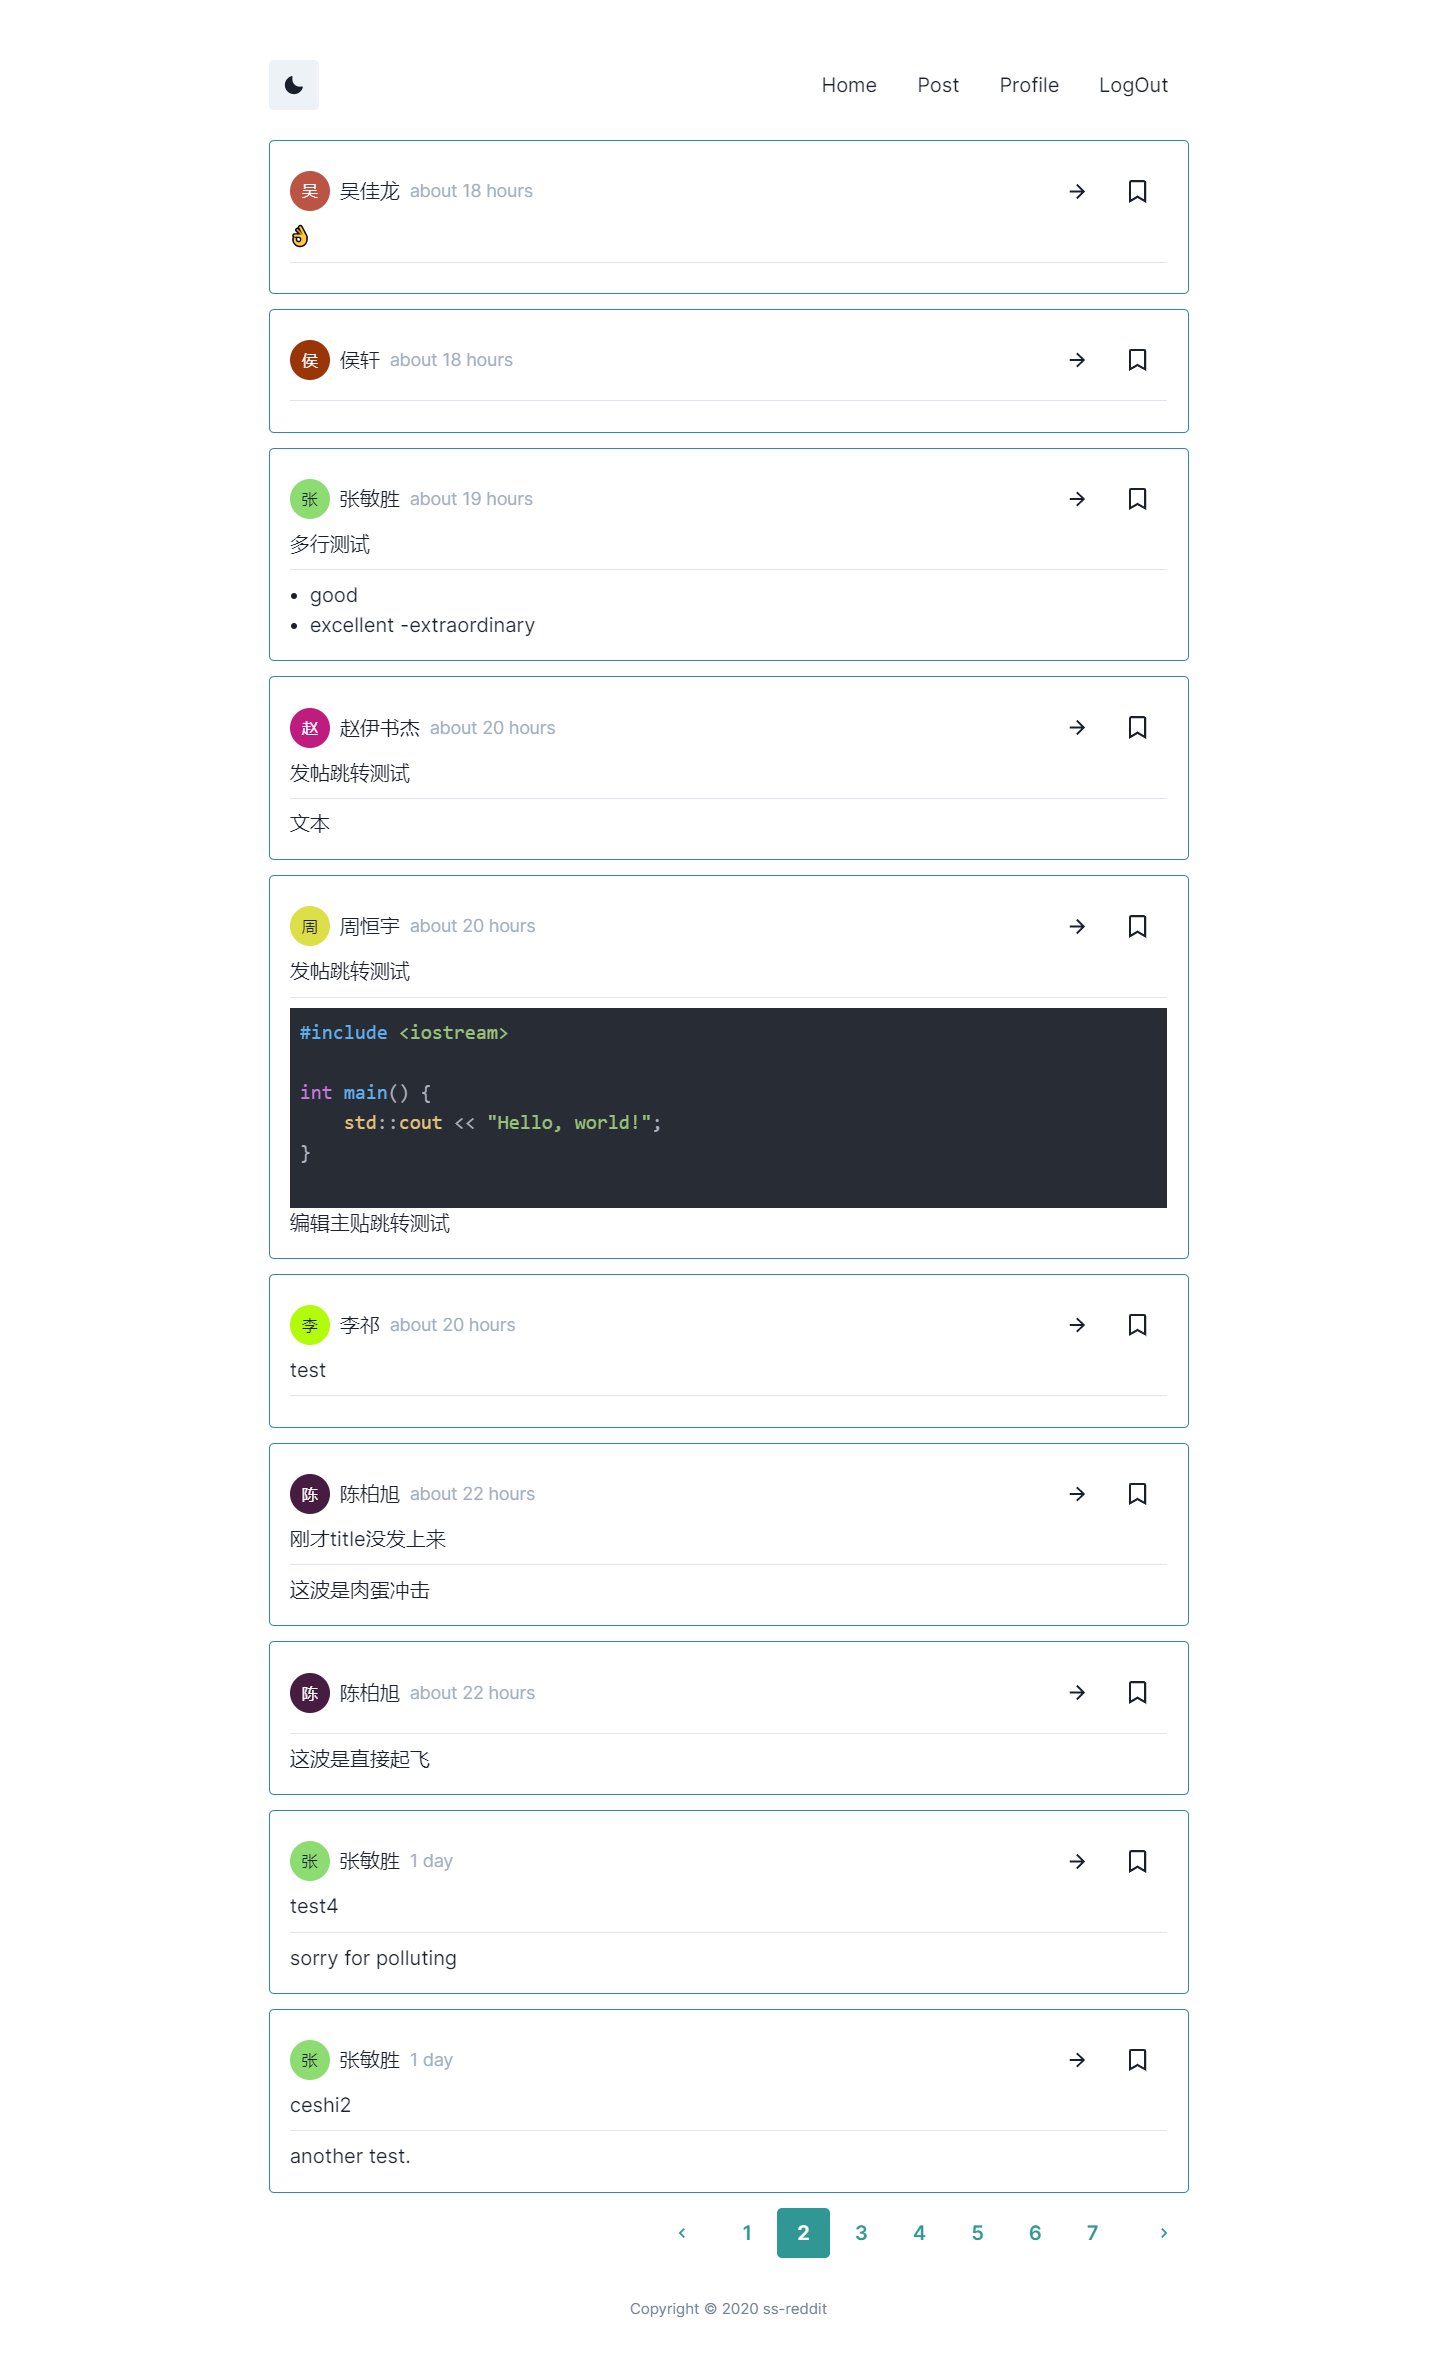 Home Post Profile LogOut
吴 吴佳龙 about 18 hours
👌
侯 侯轩 about 18 hours
张 张敏胜 about 19 hours
多行测试
• good
• excellent -extraordinary
赵 赵伊书杰 about 20 hours
发帖跳转测试
文本
周 周恒宇 about 20 hours
发帖跳转测试
#include <iostream>
int main() {
    std::cout << "Hello, world!";
}
编辑主贴跳转测试
李 李祁 about 20 hours
test
陈 陈柏旭 about 22 hours
刚才title没发上来
这波是肉蛋冲击
陈 陈柏旭 about 22 hours
这波是直接起飞
张 张敏胜 1 day
test4
sorry for polluting
张 张敏胜 1 day
ceshi2
another test.
‹ 1 2 3 4 5 6 7 ›
Copyright © 2020 ss-reddit